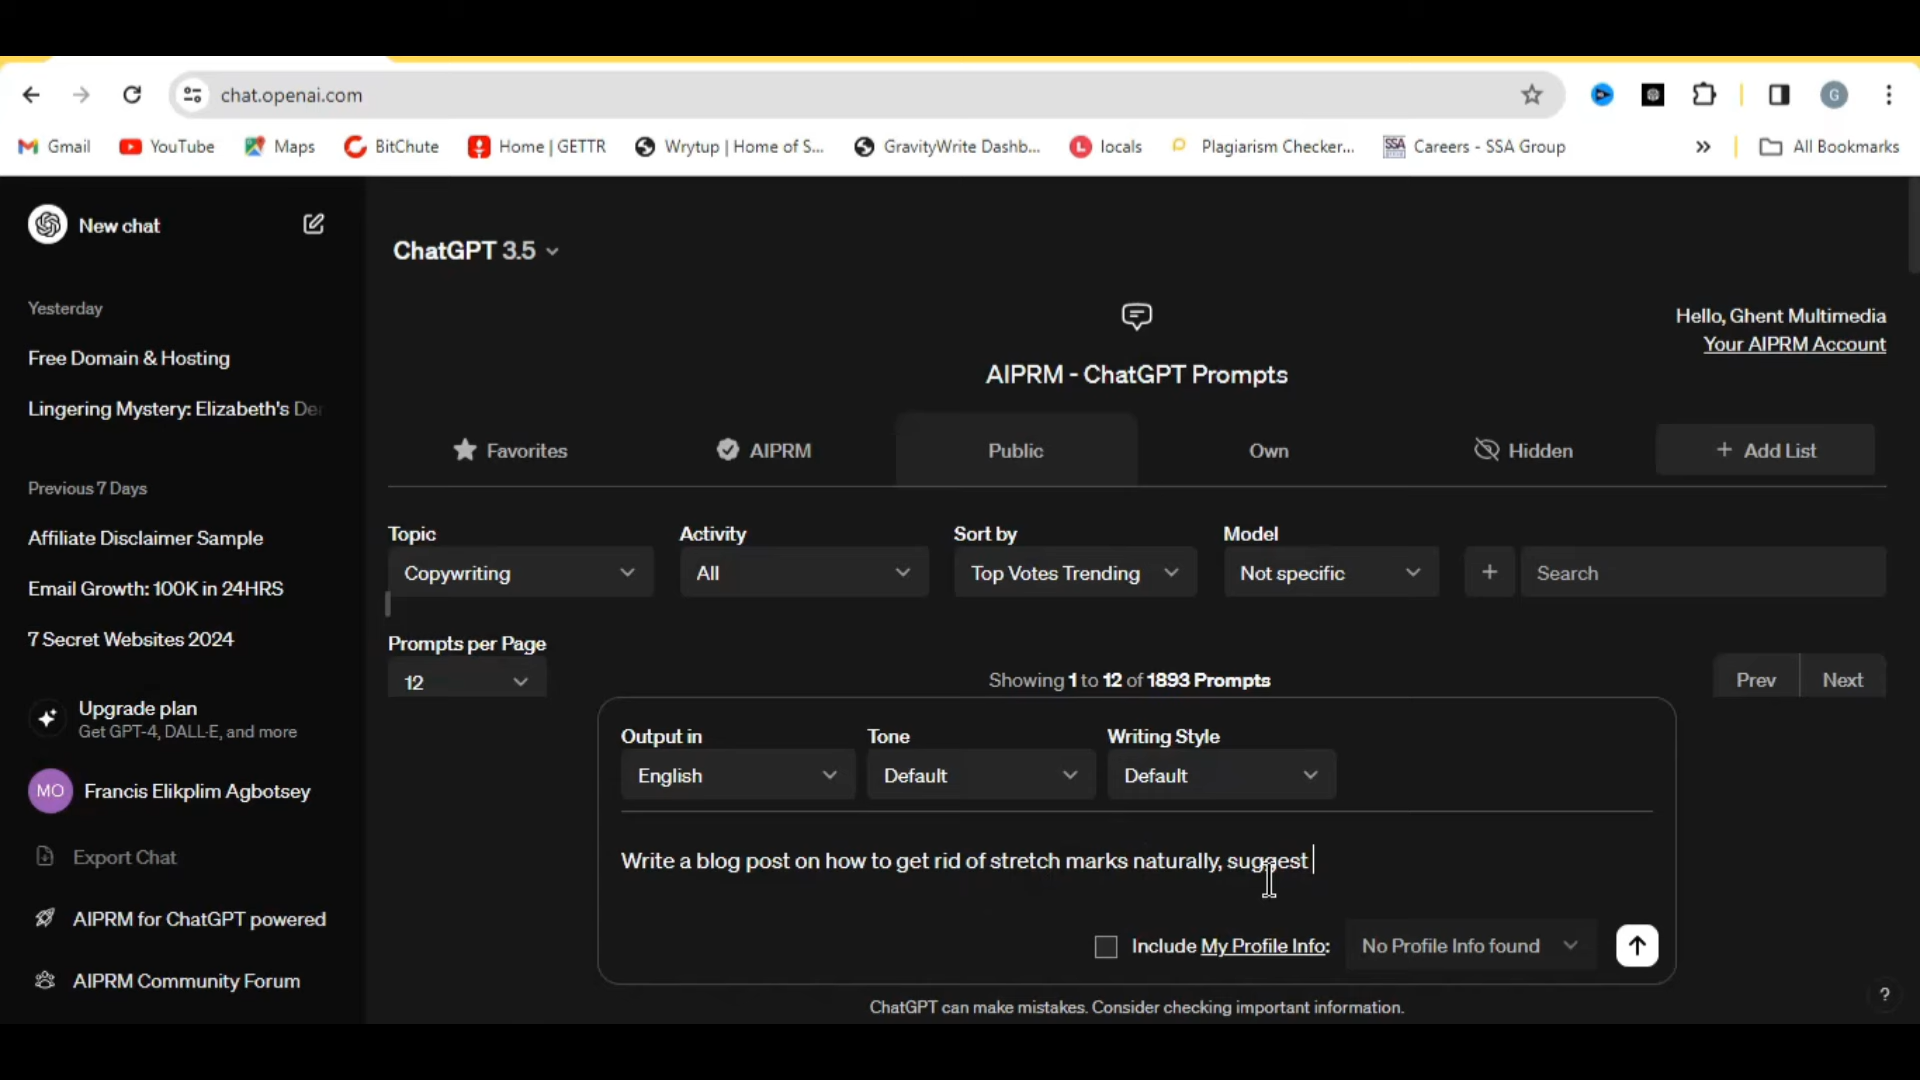 chat.openai.com
G
Gmail YouTube Maps BitChute Home | GETTR Wrytup | Home of S... GravityWrite Dashb... L locals Plagiarism Checker... SSA Careers - SSA Group » All Bookmarks
New chat
ChatGPT 3.5
Yesterday
Hello, Ghent Multimedia
Your AIPRM Account
Free Domain & Hosting
AIPRM - ChatGPT Prompts
Lingering Mystery: Elizabeth's De
Favorites AIPRM Public Own Hidden + Add List
Previous 7 Days
Affiliate Disclaimer Sample
Topic Activity Sort by Model
Copywriting All Top Votes Trending Not specific + Search
Email Growth: 100K in 24HRS
7 Secret Websites 2024
Prompts per Page
12
Showing 1 to 12 of 1893 Prompts
Prev Next
Upgrade plan
Get GPT-4, DALL·E, and more
Output in Tone Writing Style
English Default Default
MO Francis Elikplim Agbotsey
Write a blog post on how to get rid of stretch marks naturally, suggest
Export Chat
AIPRM for ChatGPT powered
Include My Profile Info: No Profile Info found
AIPRM Community Forum
ChatGPT can make mistakes. Consider checking important information.
?